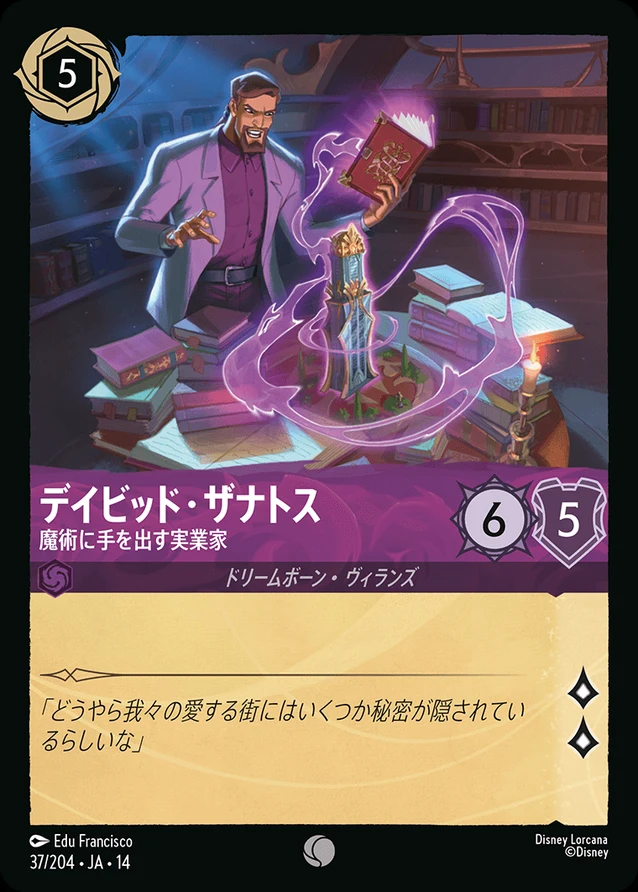 5
デイビッド・ザナトス
魔術に手を出す実業家
6
5
ドリームボーン・ヴィランズ
「どうやら我々の愛する街にはいくつか秘密が隠されてい
るらしいな」
Edu Francisco
37/204・JA・14
Disney Lorcana
©Disney